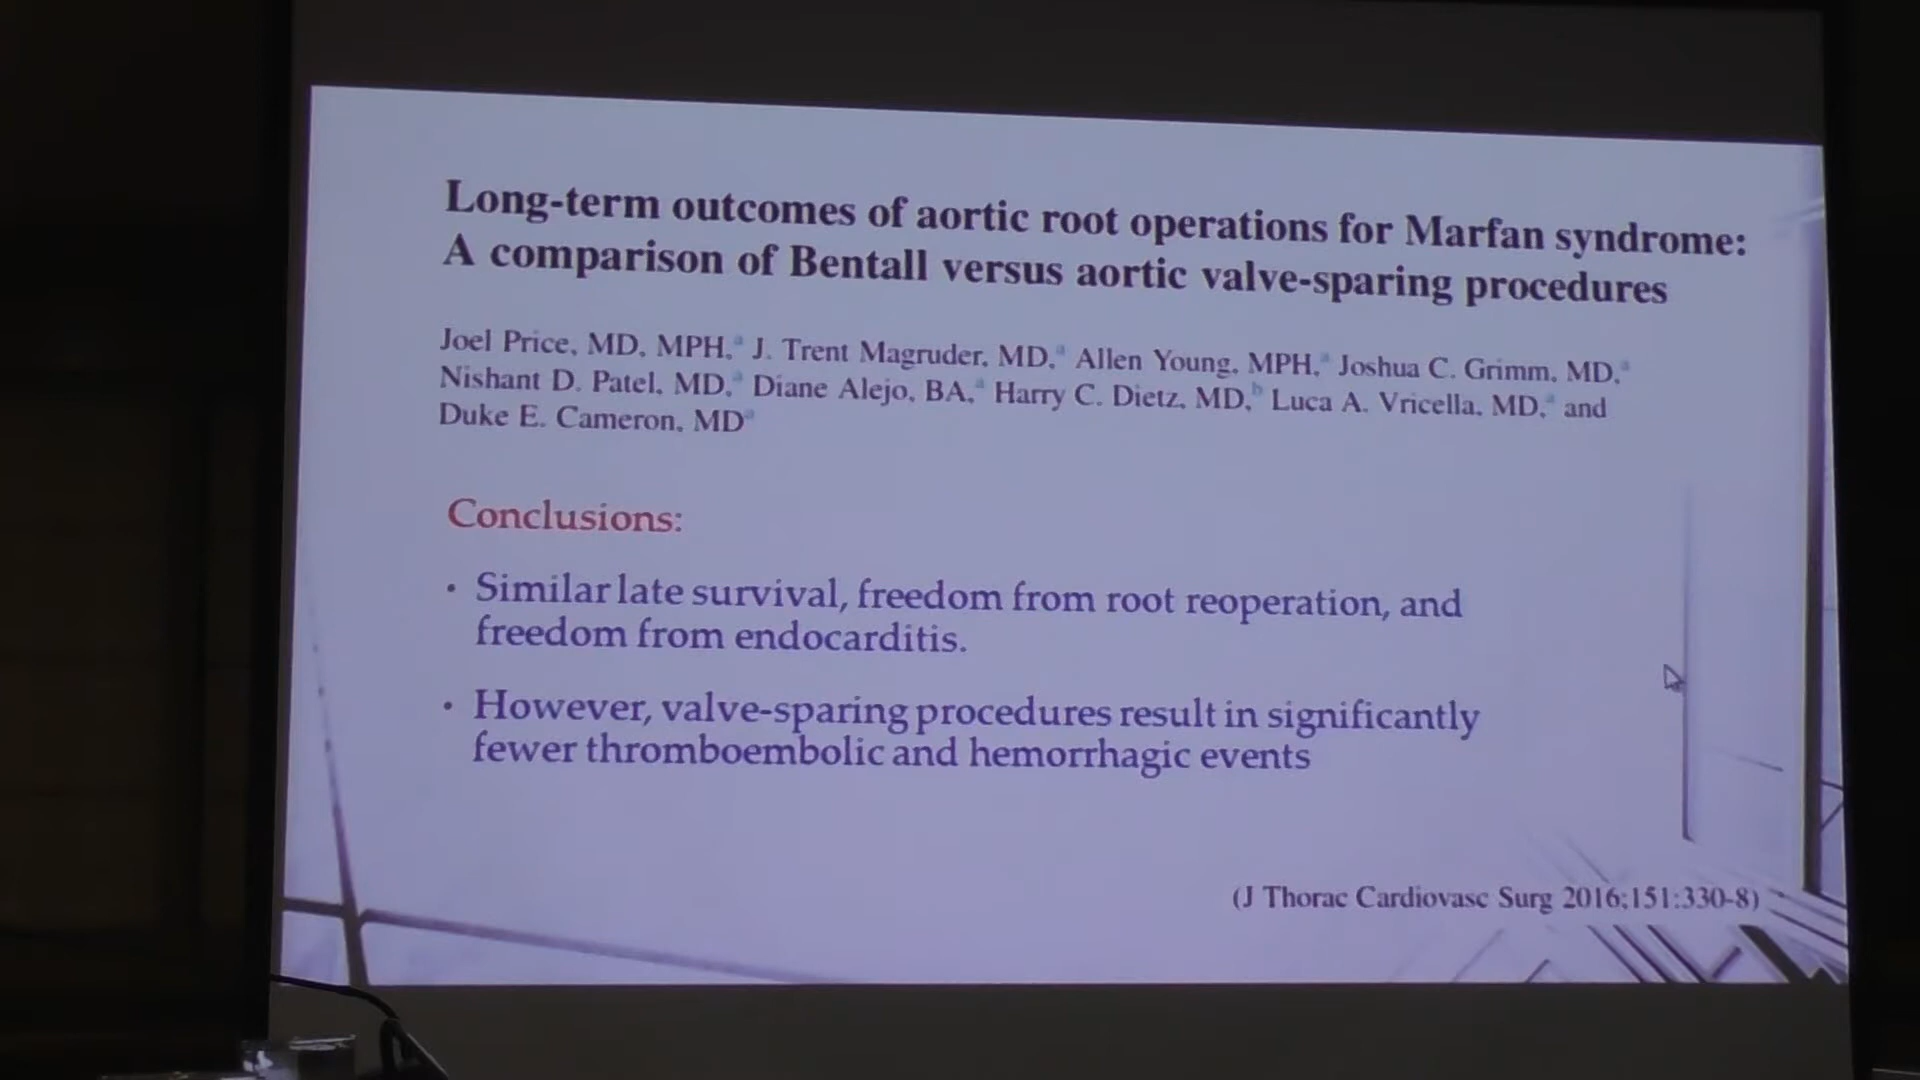 Long-term outcomes of aortic root operations for Marfan syndrome:
A comparison of Bentall versus aortic valve-sparing procedures
Joel Price, MD, MPH,a J. Trent Magruder, MD,a Allen Young, MPH,a Joshua C. Grimm, MD,a
Nishant D. Patel, MD,a Diane Alejo, BA,a Harry C. Dietz, MD,b Luca A. Vricella, MD,a and
Duke E. Cameron, MDa
Conclusions:
• Similar late survival, freedom from root reoperation, and
freedom from endocarditis.
• However, valve-sparing procedures result in significantly
fewer thromboembolic and hemorrhagic events
(J Thorac Cardiovasc Surg 2016;151:330-8)